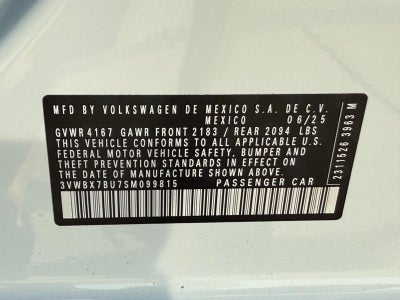 MFD BY VOLKSWAGEN DE MEXICO S.A. DE C.V.
MEXICO 06/25
GVWR 4167 GAWR FRONT 2183 / REAR 2094 LBS
THIS VEHICLE CONFORMS TO ALL APPLICABLE U.S.
FEDERAL MOTOR VEHICLE SAFETY, BUMPER AND
THEFT PREVENTION STANDARDS IN EFFECT ON
THE DATE OF MANUFACTURE SHOWN ABOVE.
3VWBX7BU7SM099815 PASSENGER CAR
2311526 3963 M